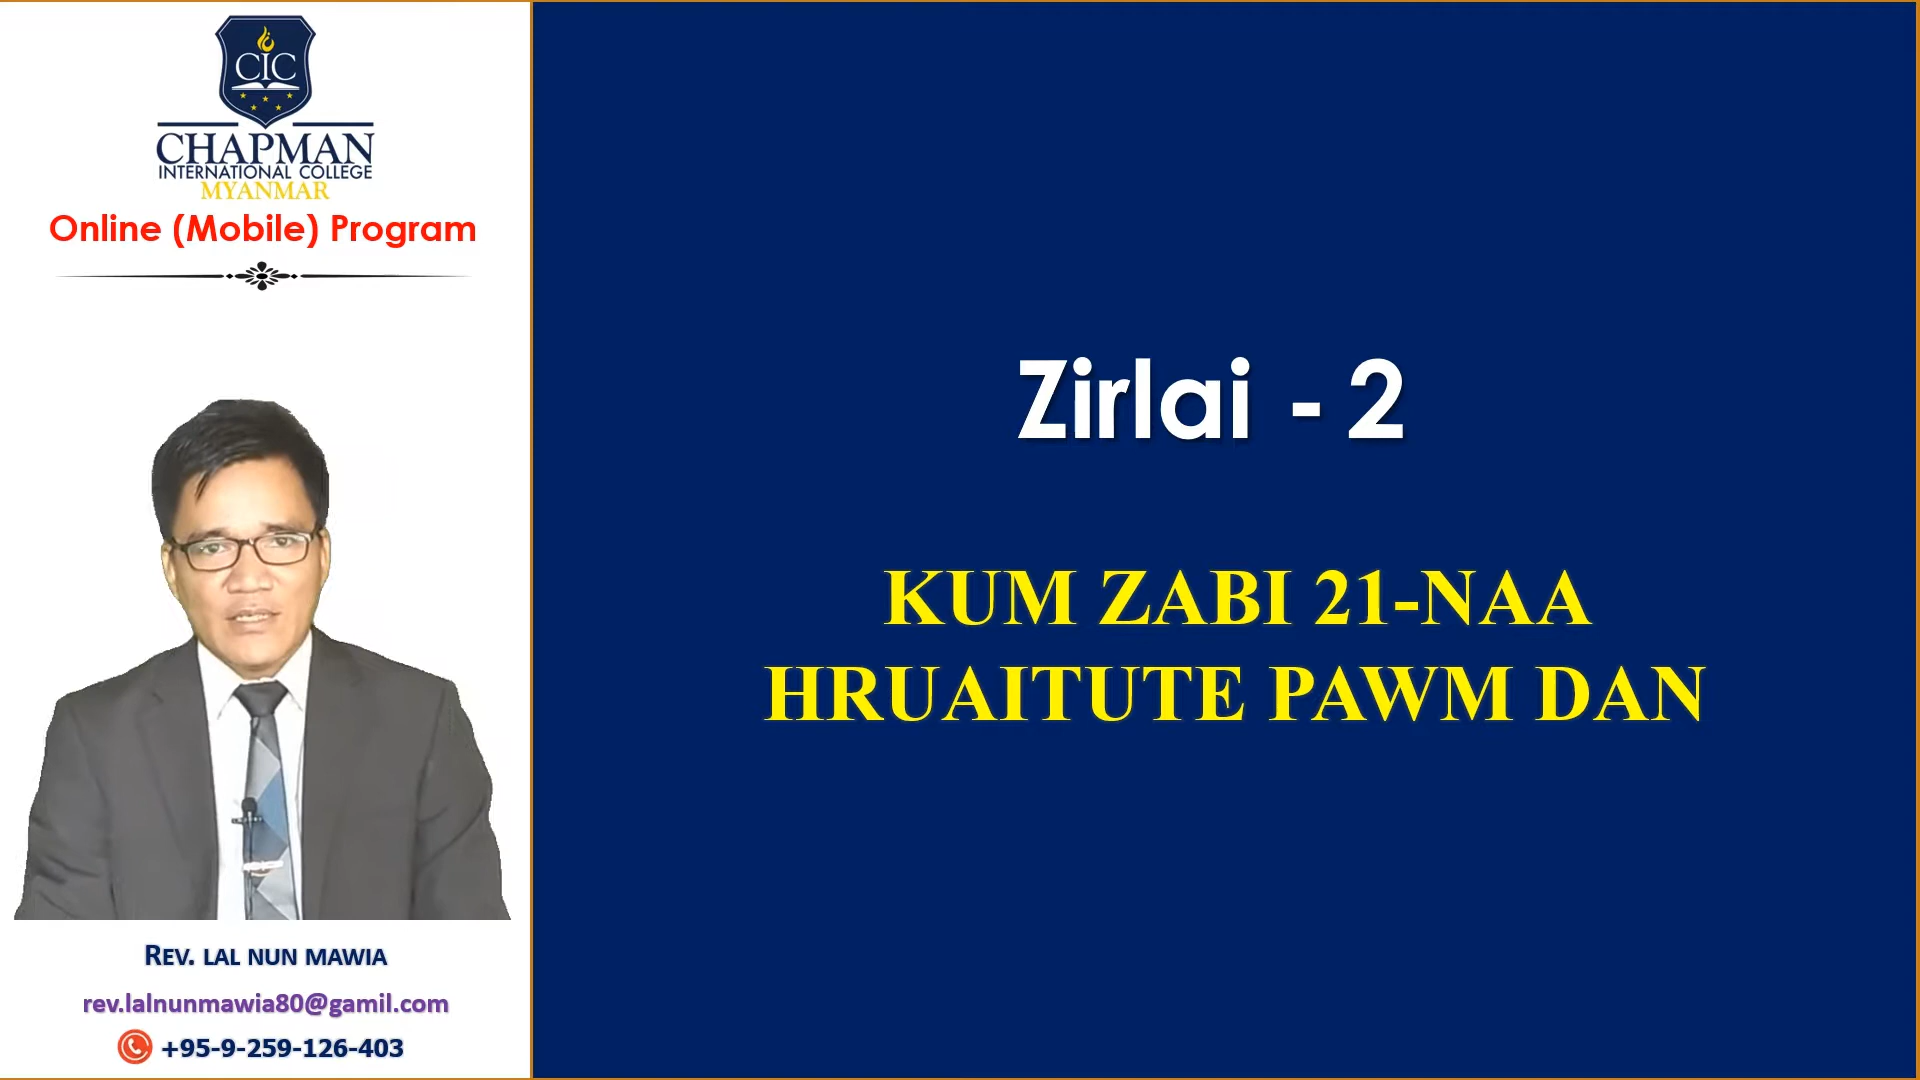 CIC
CHAPMAN
INTERNATIONAL COLLEGE
MYANMAR
Online (Mobile) Program
REV. LAL NUN MAWIA
rev.lalnunmawia80@gamil.com
+95-9-259-126-403
Zirlai - 2
KUM ZABI 21-NAA
HRUAITUTE PAWM DAN